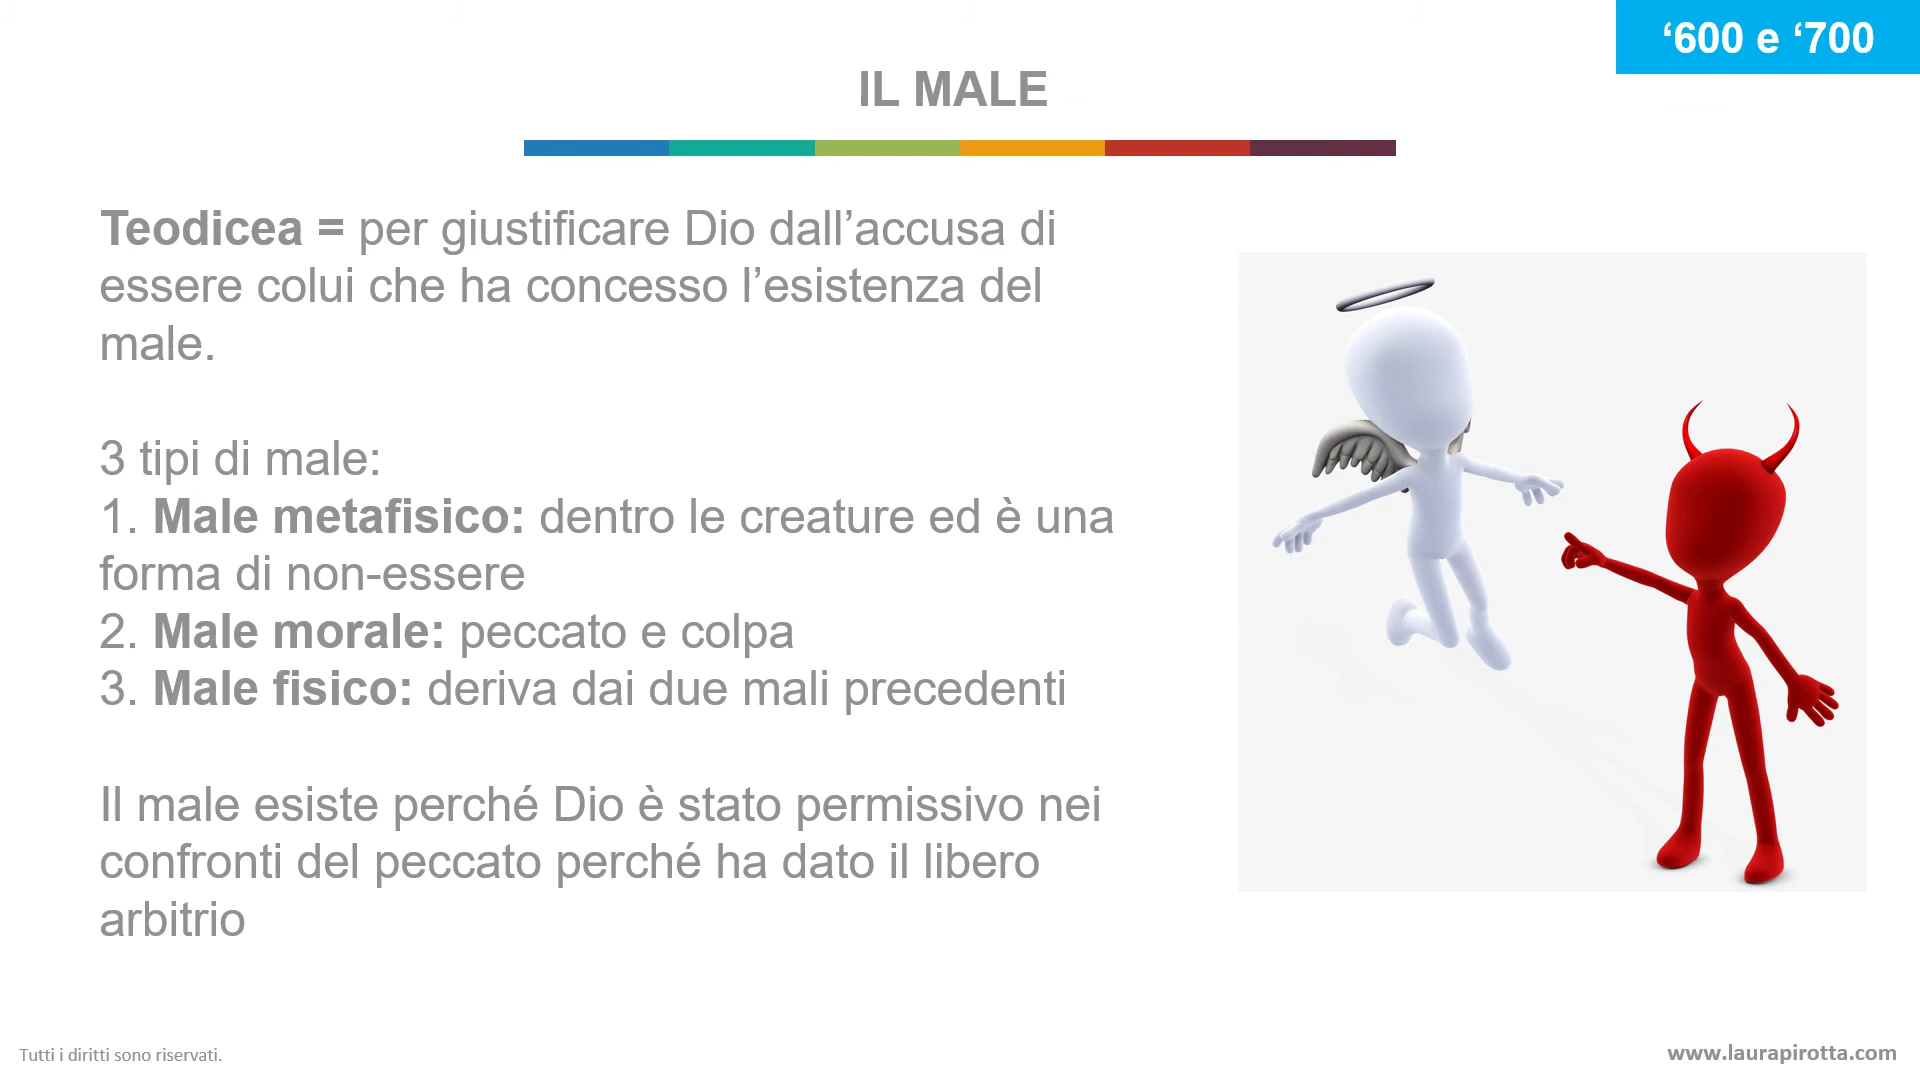 ‘600 e ‘700
IL MALE
Teodicea = per giustificare Dio dall’accusa di
essere colui che ha concesso l’esistenza del
male.
3 tipi di male:
1. Male metafisico: dentro le creature ed è una
forma di non-essere
2. Male morale: peccato e colpa
3. Male fisico: deriva dai due mali precedenti
Il male esiste perché Dio è stato permissivo nei
confronti del peccato perché ha dato il libero
arbitrio
Tutti i diritti sono riservati.
www.laurapirotta.com